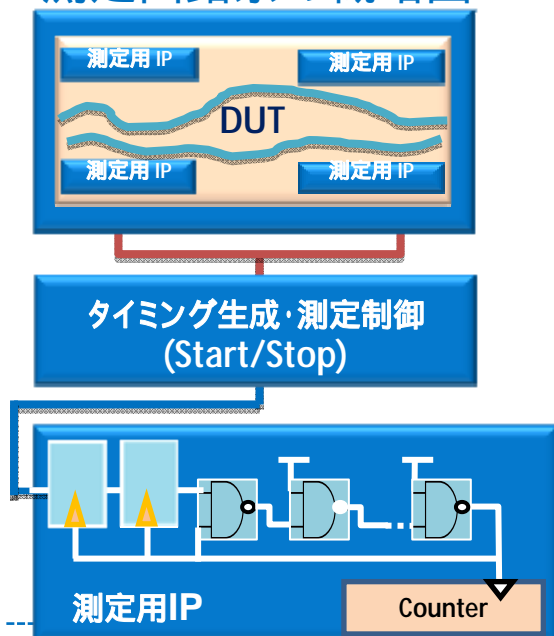 測定用 IP
測定用 IP
DUT
測定用 IP
測定用 IP
タイミング生成・測定制御
(Start/Stop)
測定用IP
Counter